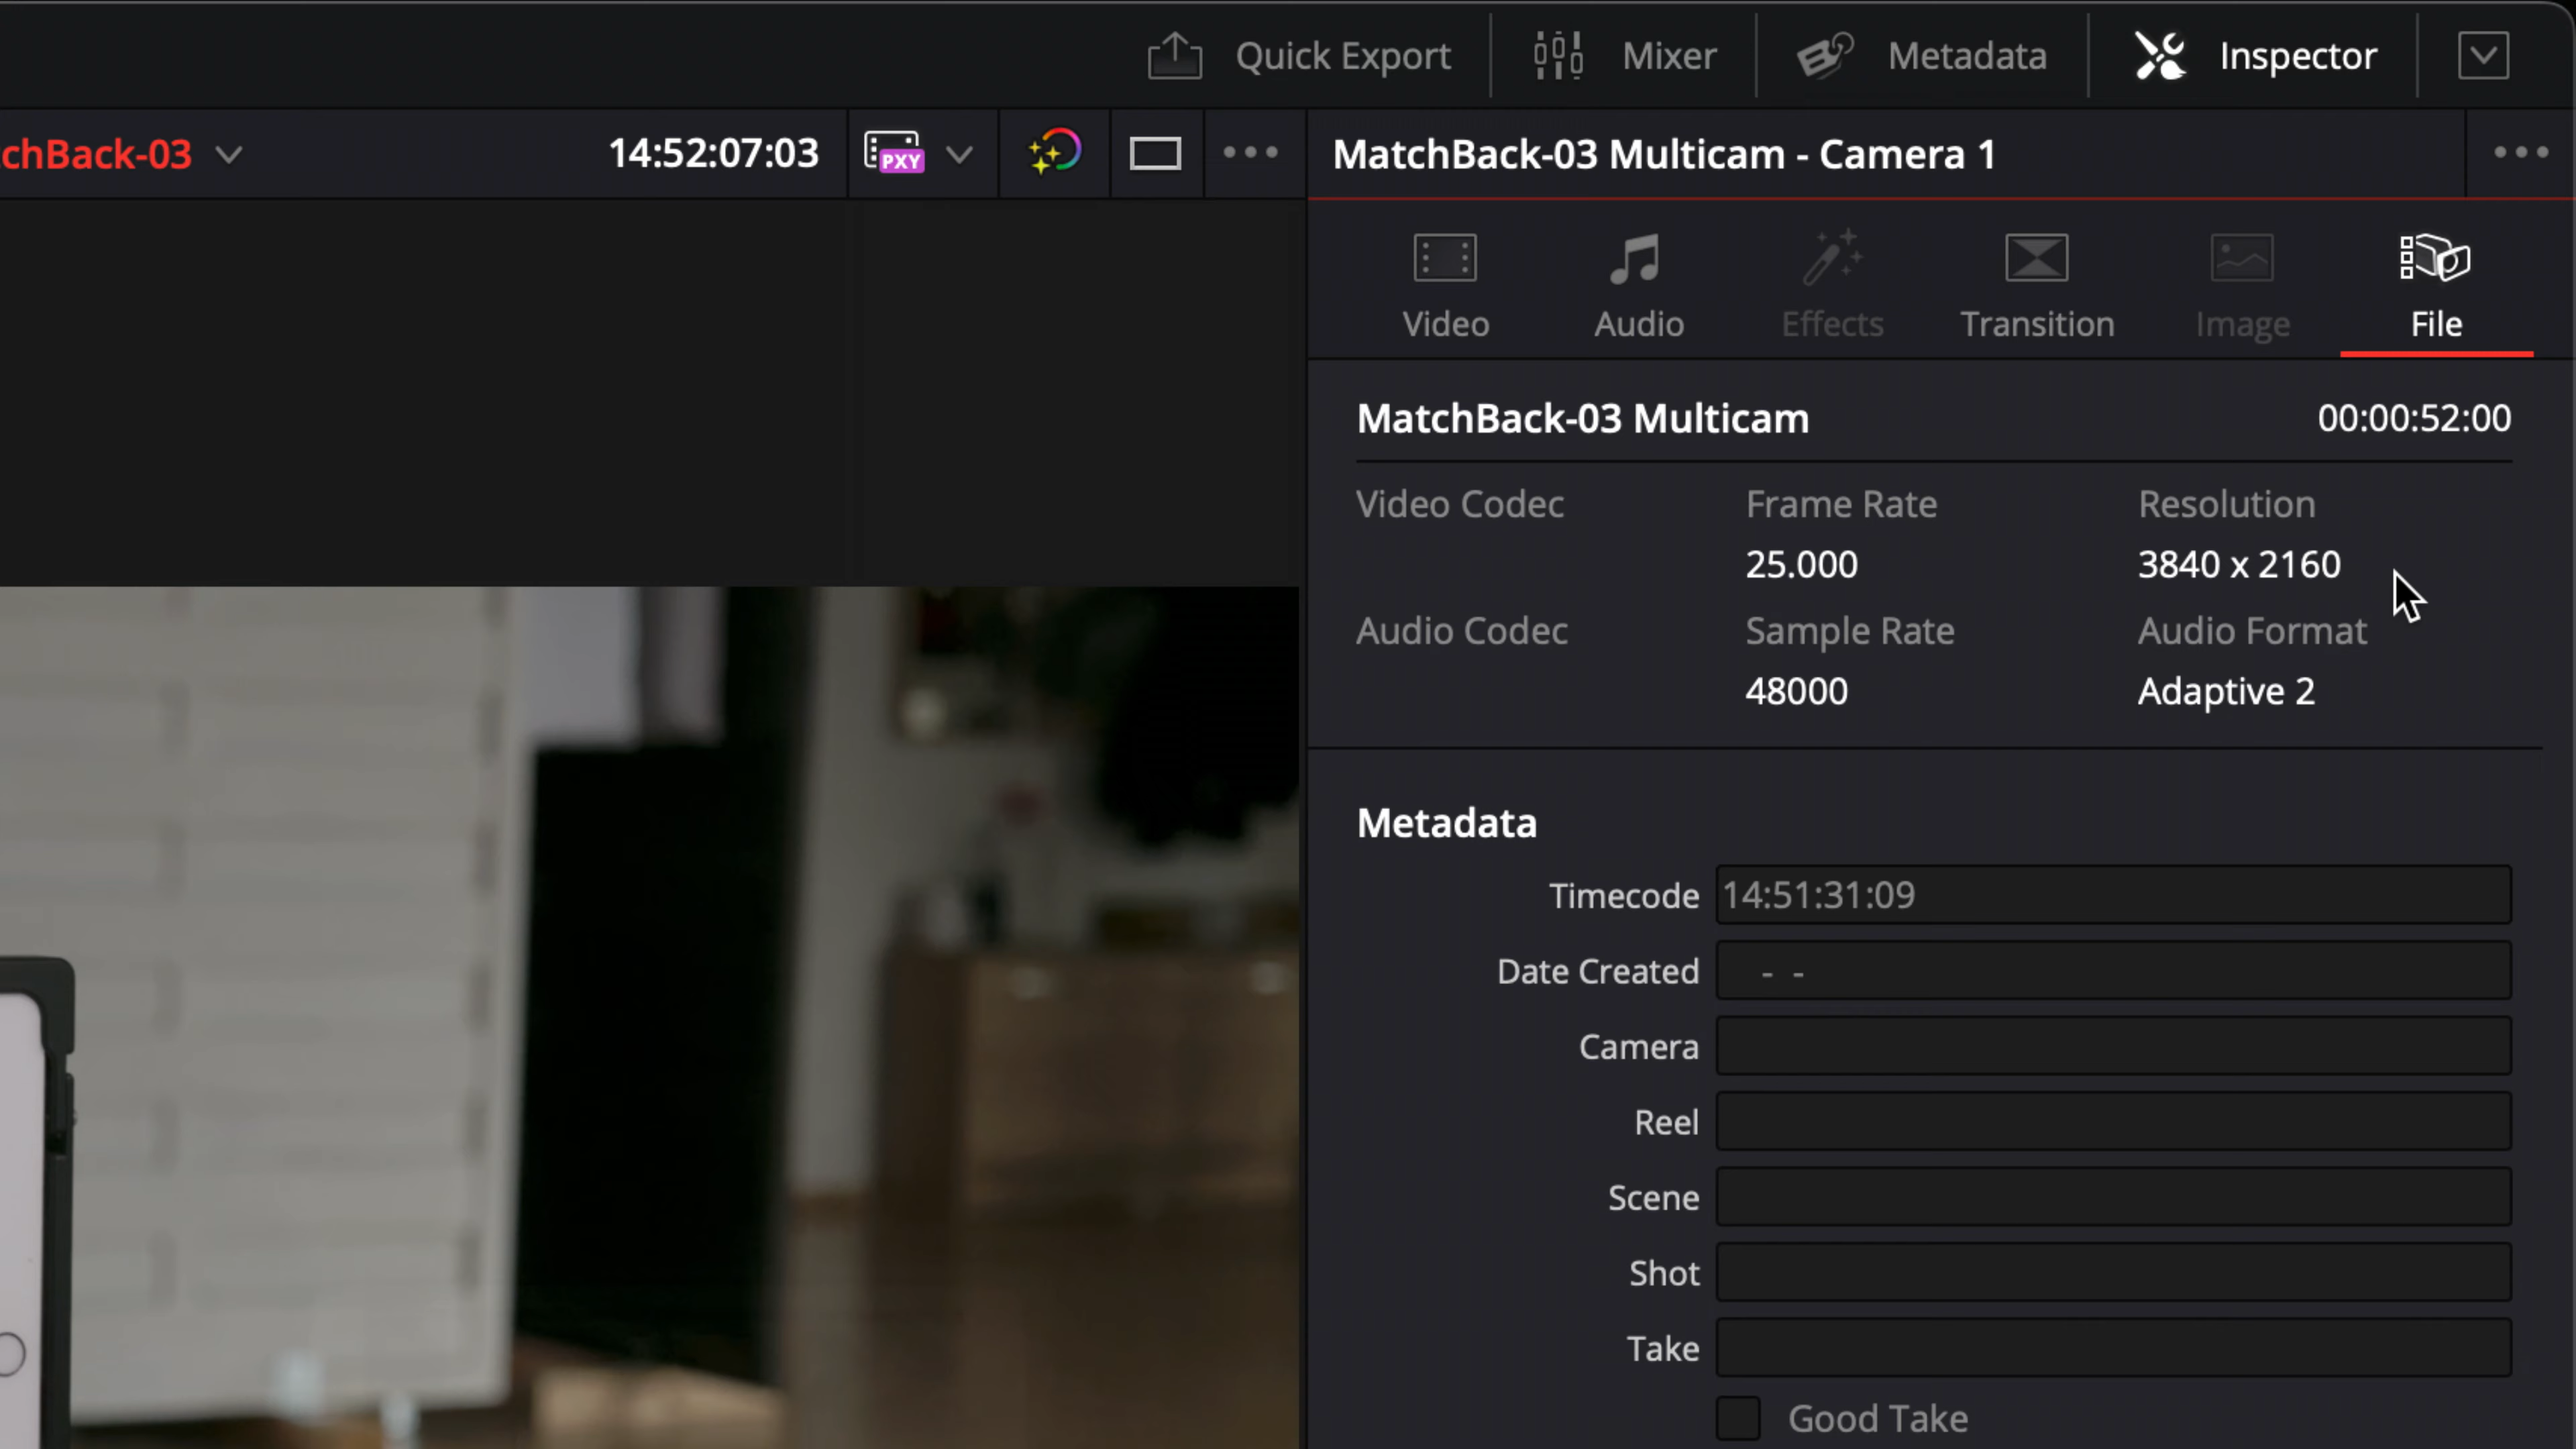 Quick Export Mixer Metadata Inspector
chBack-03 14:52:07:03 PXY MatchBack-03 Multicam - Camera 1
Video Audio Effects Transition Image File
MatchBack-03 Multicam 00:00:52:00
Video Codec Frame Rate Resolution
25.000 3840 x 2160
Audio Codec Sample Rate Audio Format
48000 Adaptive 2
Metadata
Timecode 14:51:31:09
Date Created - -
Camera
Reel
Scene
Shot
Take
Good Take